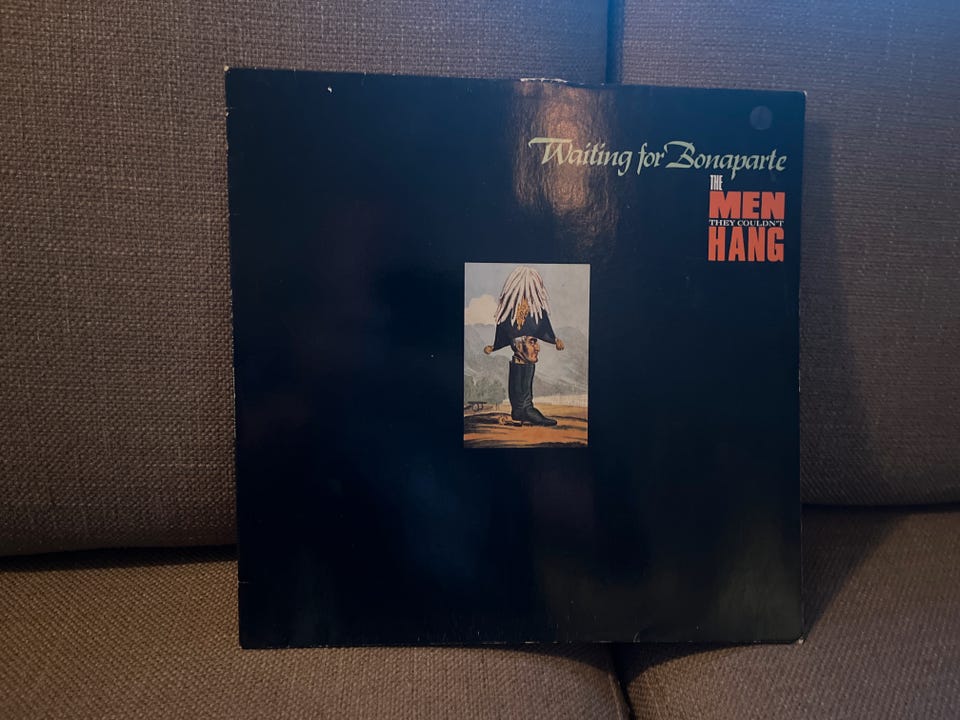 Waiting for Bonaparte
THE
MEN
THEY COULDN'T
HANG